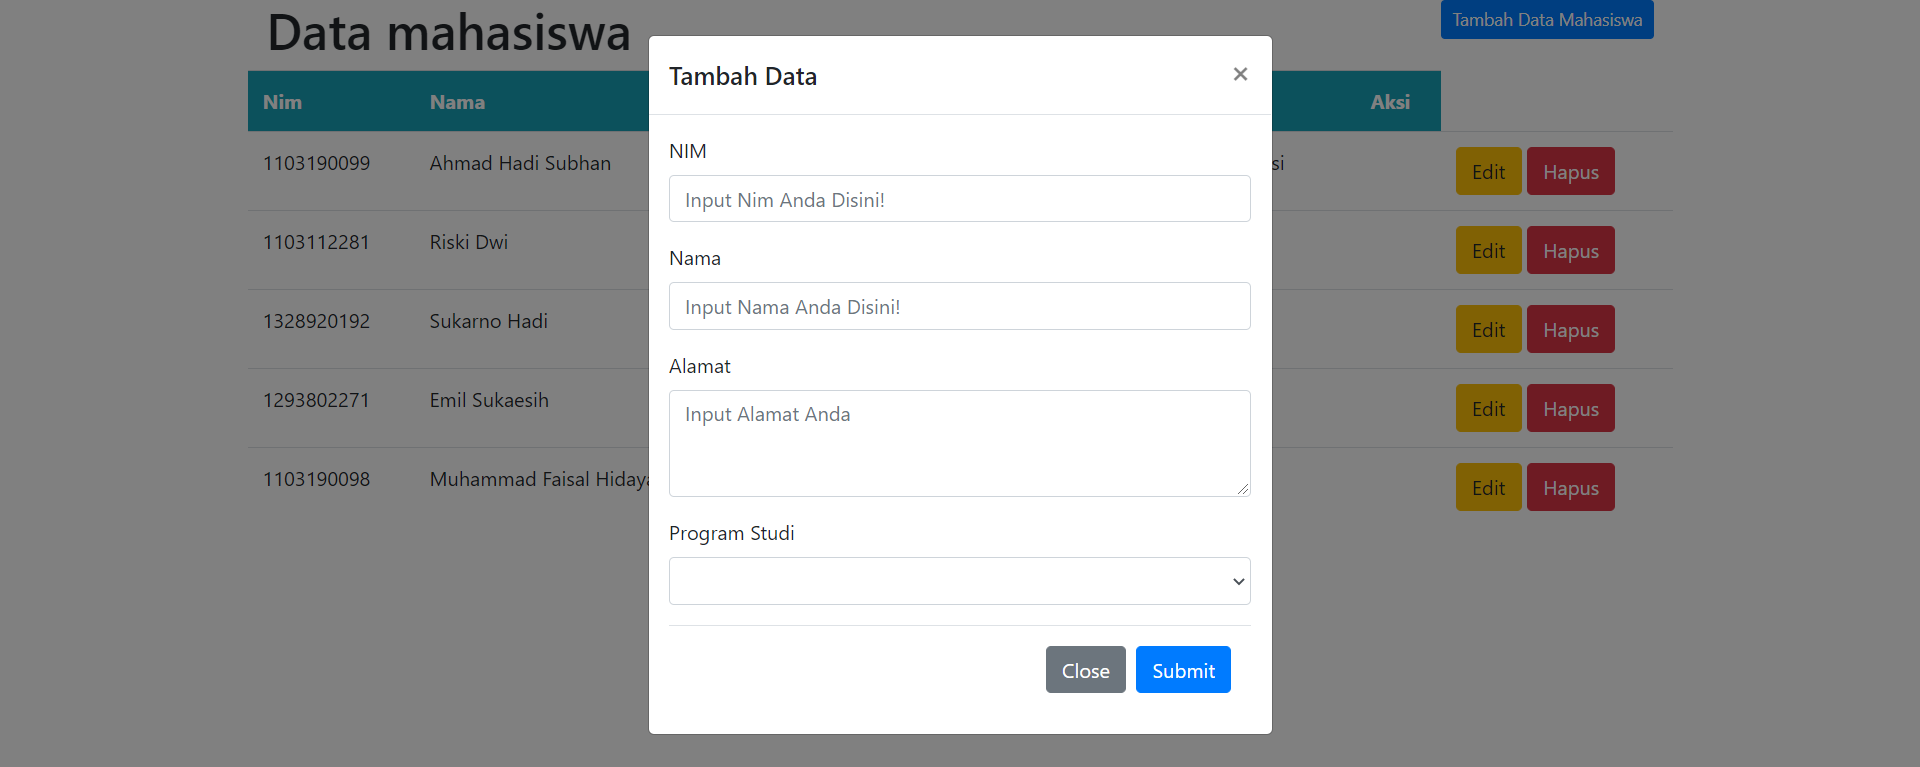 Data mahasiswa
Tambah Data Mahasiswa
Nim Nama Aksi
1103190099 Ahmad Hadi Subhan si Edit Hapus
1103112281 Riski Dwi Edit Hapus
1328920192 Sukarno Hadi Edit Hapus
1293802271 Emil Sukaesih Edit Hapus
1103190098 Muhammad Faisal Hidaya Edit Hapus
Tambah Data ×
NIM
Input Nim Anda Disini!
Nama
Input Nama Anda Disini!
Alamat
Input Alamat Anda
Program Studi
Close Submit